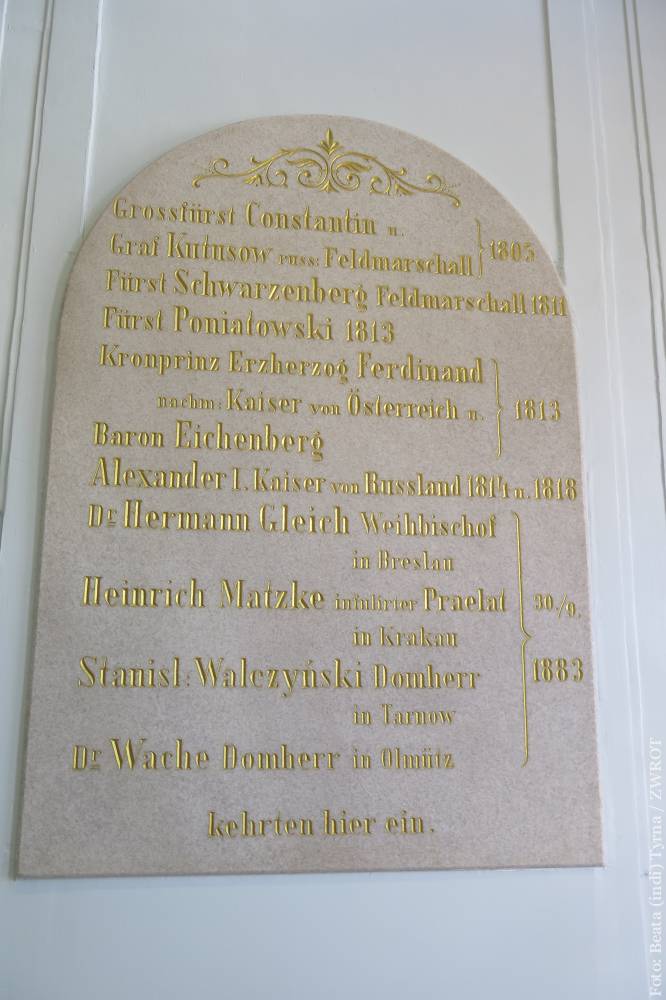 Grossfürst Constantin u.
Graf Kutusow russ: Feldmarschall } 1805
Fürst Schwarzenberg Feldmarschall 1811
Fürst Poniatowski 1813
Kronprinz Erzherzog Ferdinand
nachm: Kaiser von Österreich u. } 1813
Baron Eichenberg
Alexander I. Kaiser von Russland 1814 u. 1818
Dr Hermann Gleich Weihbischof
in Breslau
Heinrich Matzke infulirter Praelat 30./9.
in Krakau
Stanisl: Walczyński Domherr } 1883
in Tarnow
Dr Wache Domherr in Olmütz
kehrten hier ein.
Foto: Beata (indi) Tyrna / ZWROT